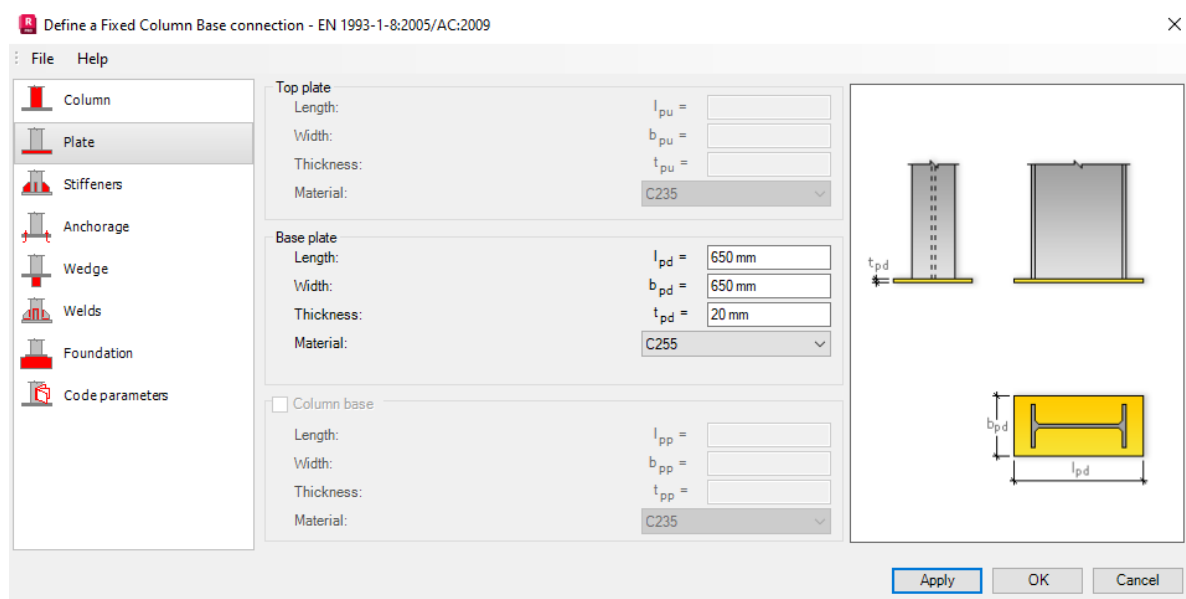 Define a Fixed Column Base connection - EN 1993-1-8:2005/AC:2009
File Help
Column
Plate
Stiffeners
Anchorage
Wedge
Welds
Foundation
Code parameters
Top plate
Length: lpu =
Width: bpu =
Thickness: tpu =
Material: C235
Base plate
Length: lpd = 650 mm
Width: bpd = 650 mm
Thickness: tpd = 20 mm
Material: C255
Column base
Length: lpp =
Width: bpp =
Thickness: tpp =
Material: C235
tpd
bpd
lpd
Apply OK Cancel